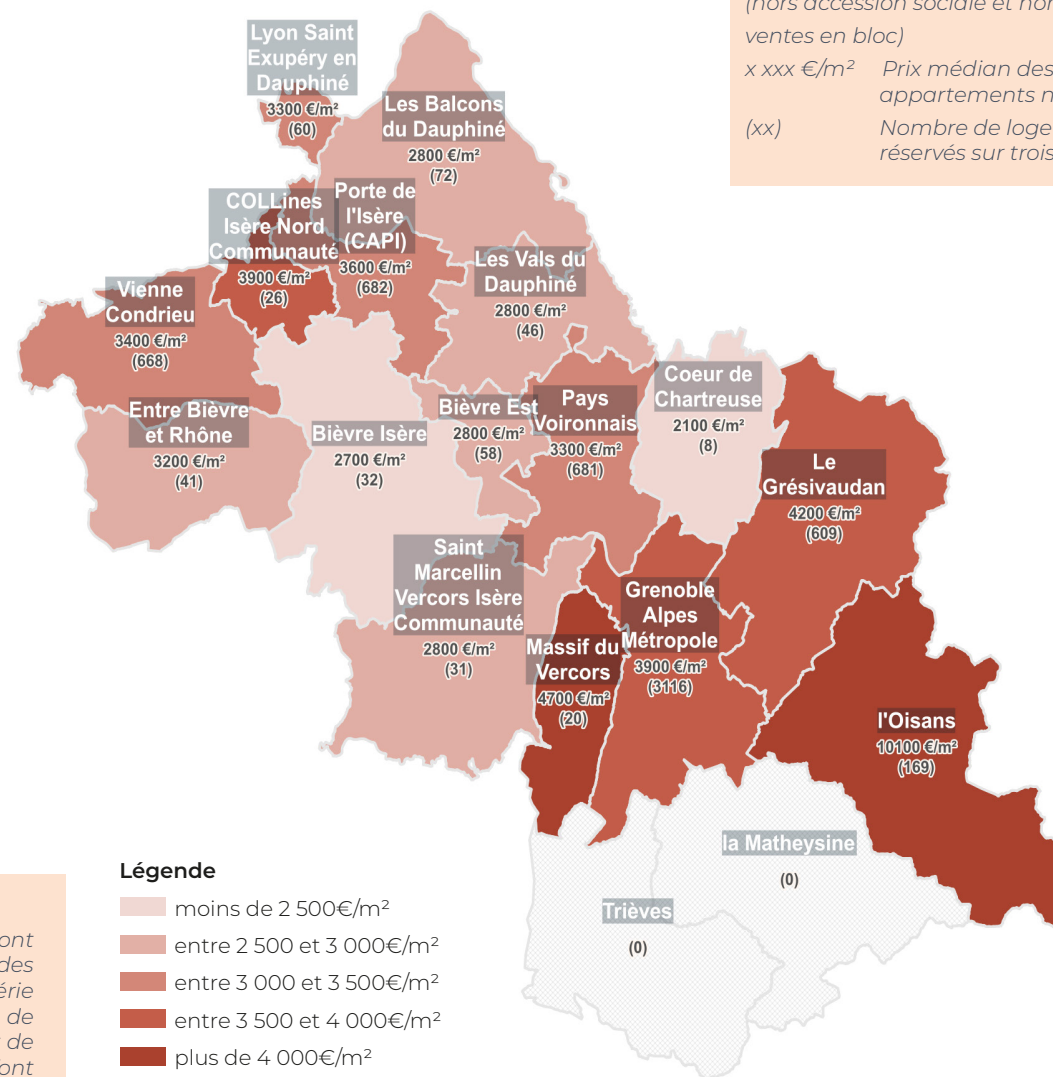 (hors accession sociale et hor
ventes en bloc)
x xxx €/m² Prix médian des
appartements n
(xx) Nombre de loge
réservés sur trois
Lyon Saint
Exupéry en
Dauphiné
3300 €/m²
(60)
Les Balcons
du Dauphiné
2800 €/m²
(72)
COLLines
Isère Nord
Communauté
3900 €/m²
(26)
Porte de
l'Isère
(CAPI)
3600 €/m²
(682)
Les Vals du
Dauphiné
2800 €/m²
(46)
Vienne
Condrieu
3400 €/m²
(668)
Entre Bièvre
et Rhône
3200 €/m²
(41)
Bièvre Isère
2700 €/m²
(32)
Bièvre Est
2800 €/m²
(58)
Pays
Voironnais
3300 €/m²
(681)
Coeur de
Chartreuse
2100 €/m²
(8)
Le
Grésivaudan
4200 €/m²
(609)
Saint
Marcellin
Vercors Isère
Communauté
2800 €/m²
(31)
Massif du
Vercors
4700 €/m²
(20)
Grenoble
Alpes
Métropole
3900 €/m²
(3116)
l'Oisans
10100 €/m²
(169)
la Matheysine
(0)
Trièves
(0)
Légende
moins de 2 500€/m²
entre 2 500 et 3 000€/m²
entre 3 000 et 3 500€/m²
entre 3 500 et 4 000€/m²
plus de 4 000€/m²
ont
des
érie
de
de
ont